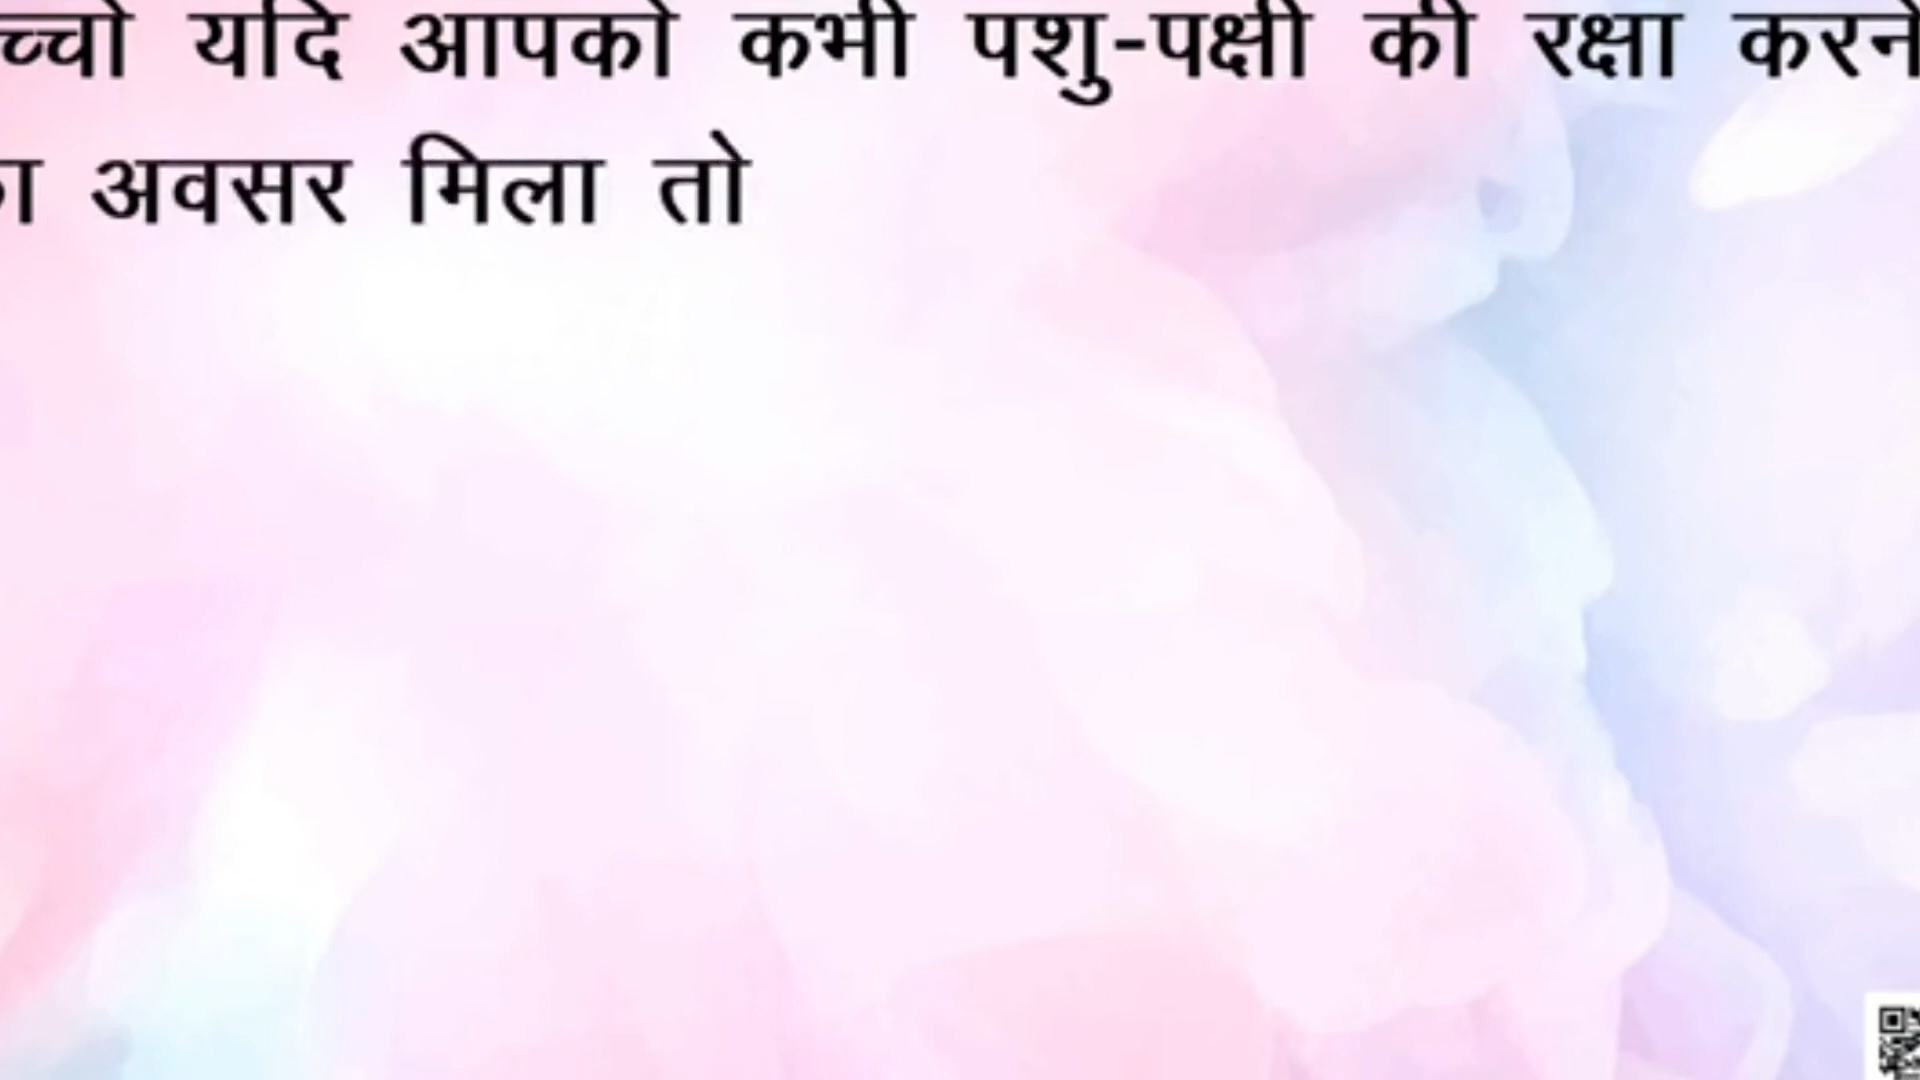 च्चो यदि आपको कभी पशु-पक्षी की रक्षा करने
का अवसर मिला तो